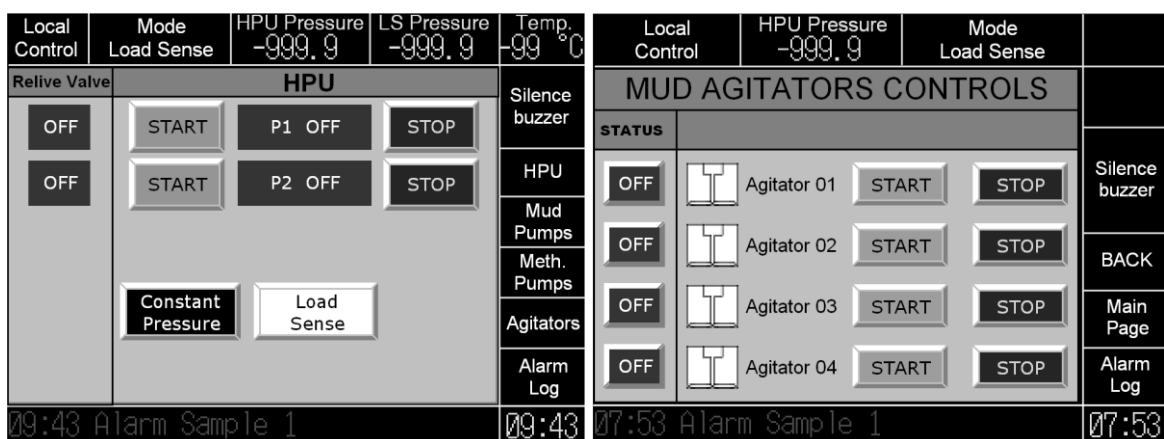 Local Control
Mode Load Sense
HPU Pressure
-999.9
LS Pressure
-999.9
Temp.
-99 °C
Relive Valve
HPU
OFF
START
P1 OFF
STOP
OFF
START
P2 OFF
STOP
Constant Pressure
Load Sense
Silence buzzer
HPU
Mud Pumps
Meth. Pumps
Agitators
Alarm Log
09:43 Alarm Sample 1
09:43
Local Control
HPU Pressure
-999.9
Mode Load Sense
MUD AGITATORS CONTROLS
STATUS
OFF
Agitator 01
START
STOP
OFF
Agitator 02
START
STOP
OFF
Agitator 03
START
STOP
OFF
Agitator 04
START
STOP
Silence buzzer
BACK
Main Page
Alarm Log
07:53 Alarm Sample 1
07:53